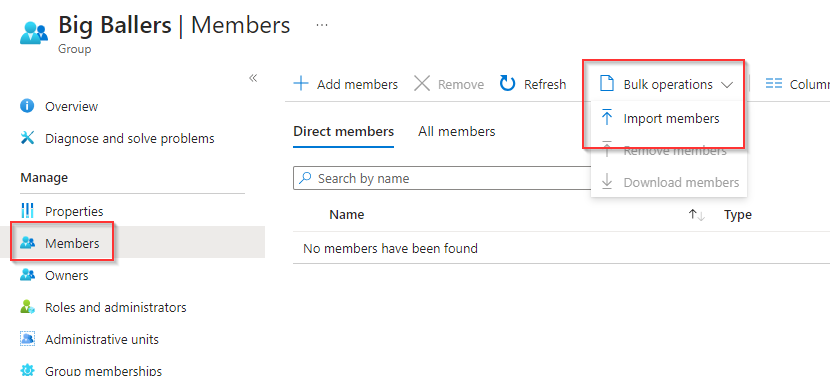 Big Ballers | Members ...
Group
«
Add members Remove Refresh Bulk operations Column
Import members
Remove members
Download members
Overview
Diagnose and solve problems
Manage
Properties
Members
Owners
Roles and administrators
Administrative units
Group memberships
Direct members All members
Search by name
Name Type
No members have been found